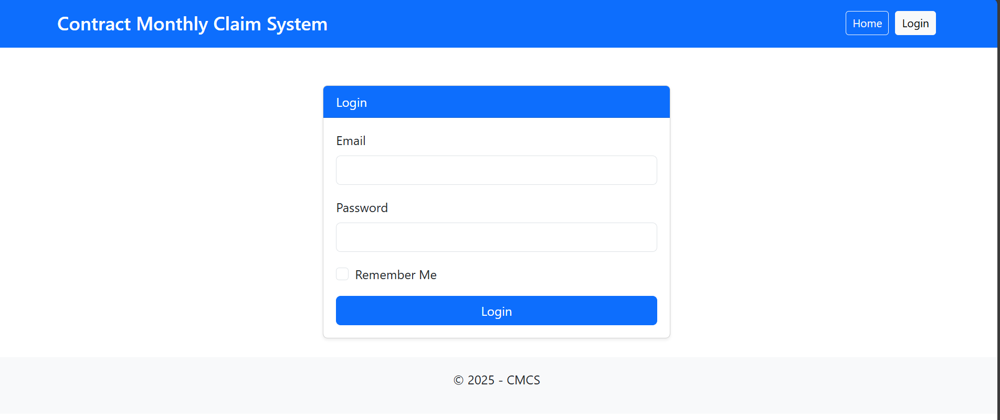 Contract Monthly Claim System
Home
Login
Login
Email
Password
Remember Me
Login
© 2025 - CMCS